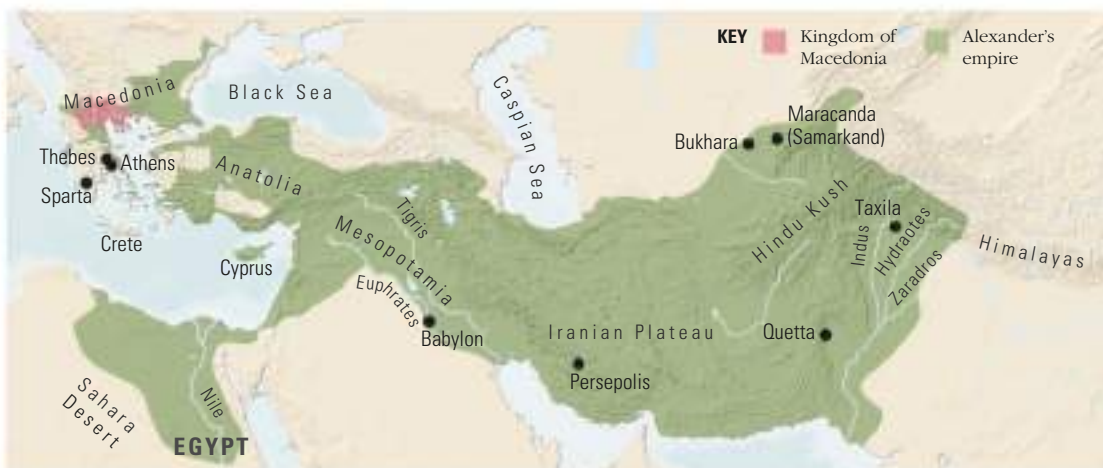 KEY
Kingdom of
Macedonia
Alexander's
empire
Macedonia
Black Sea
Caspian Sea
Maracanda
(Samarkand)
Bukhara
Thebes
Athens
Sparta
Anatolia
Tigris
Hindu Kush
Taxila
Indus
Hydraotes
Zaradros
Himalayas
Crete
Cyprus
Mesopotamia
Euphrates
Babylon
Iranian Plateau
Quetta
Persepolis
Sahara
Desert
Nile
EGYPT